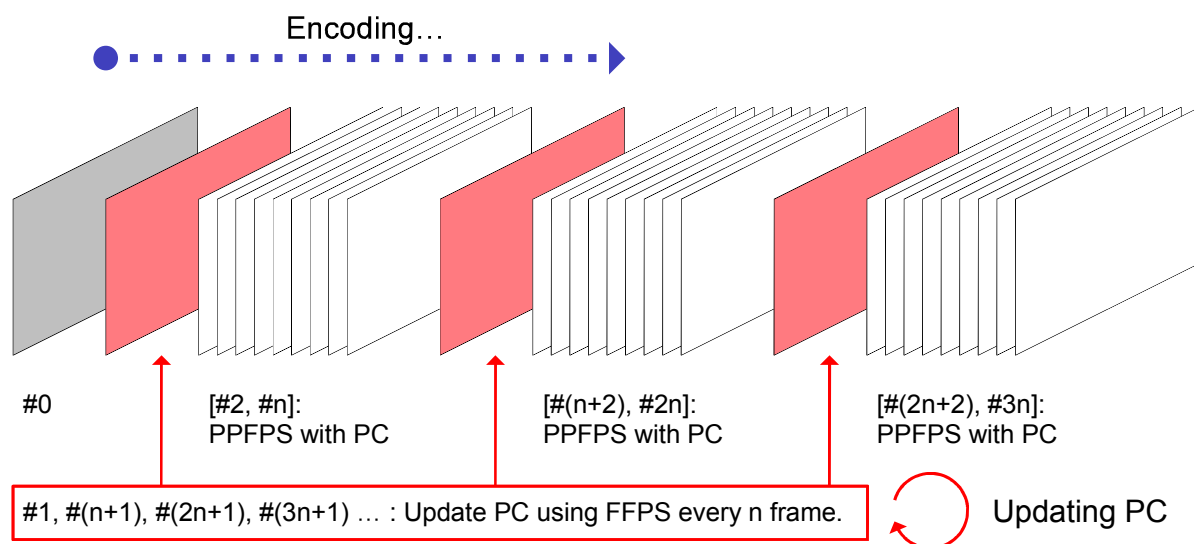 Encoding…
#0
[#2, #n]:
PPFPS with PC
[#(n+2), #2n]:
PPFPS with PC
[#(2n+2), #3n]:
PPFPS with PC
#1, #(n+1), #(2n+1), #(3n+1) … : Update PC using FFPS every n frame.
Updating PC